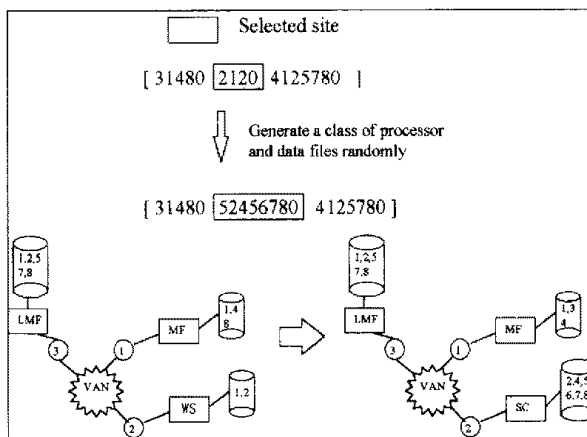 Selected site
[ 31480 2120 4125780 ]
Generate a class of processor
and data files randomly
[ 31480 52456780 4125780 ]
1,2,5
7,8
LMF
3
1
MF
1,4
8
VAN
2
WS
1,2
1,2,5
7,8
LMF
3
1
MF
1,3
4
VAN
2
SC
2,4,5
6,7,8